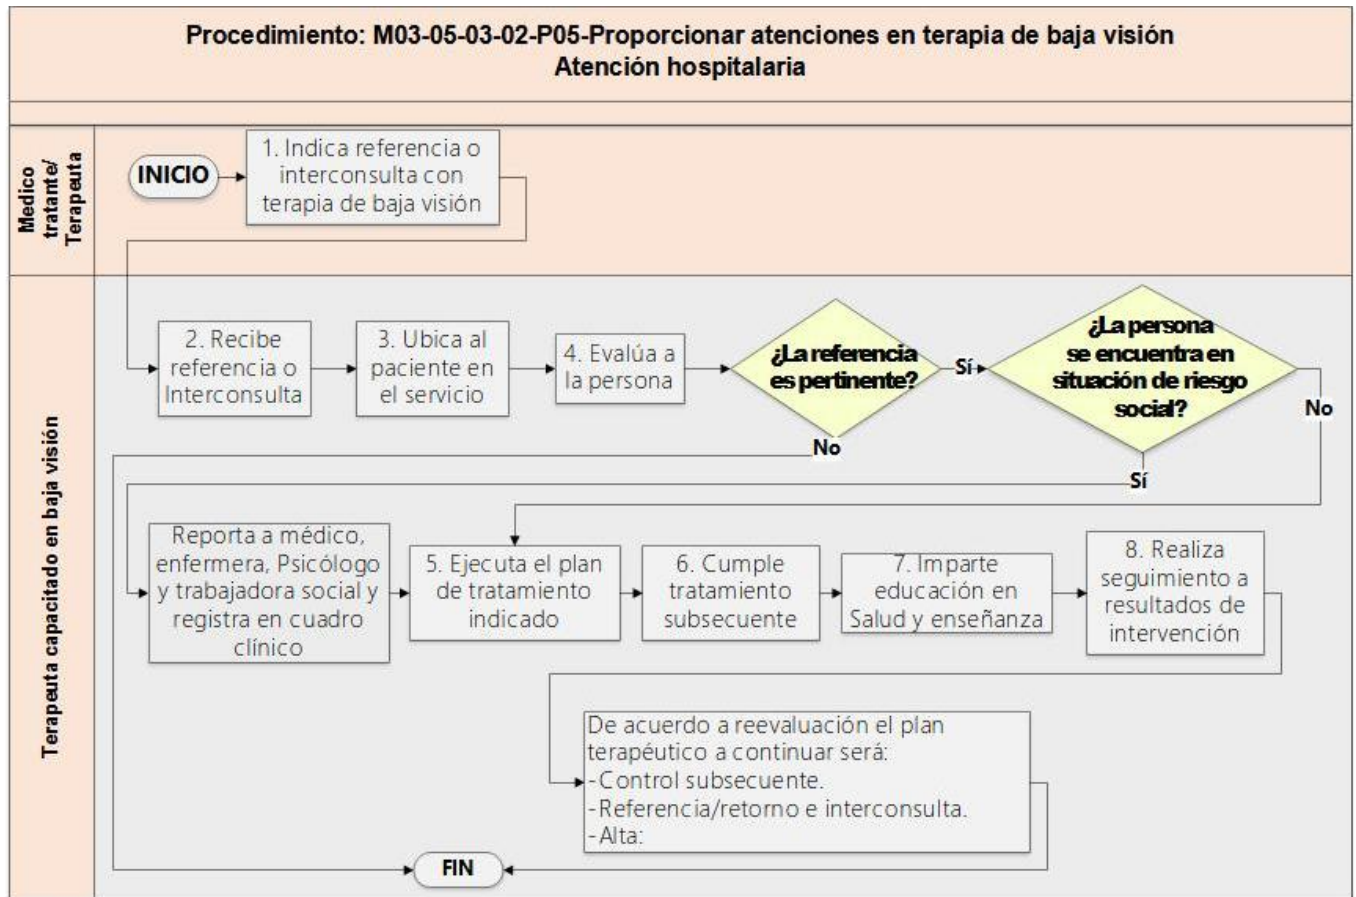 Procedimiento: M03-05-03-02-P05-Proporcionar atenciones en terapia de baja visión
Atención hospitalaria
Medico
tratante/
Terapeuta
INICIO
1. Indica referencia o
interconsulta con
terapia de baja visión
Terapeuta capacitado en baja visión
2. Recibe
referencia o
Interconsulta
3. Ubica al
paciente en
el servicio
4. Evalúa a
la persona
¿La referencia
es pertinente?
Sí
No
¿La persona
se encuentra en
situación de riesgo
social?
No
Sí
Reporta a médico,
enfermera, Psicólogo
y trabajadora social y
registra en cuadro
clínico
5. Ejecuta el plan
de tratamiento
indicado
6. Cumple
tratamiento
subsecuente
7. Imparte
educación en
Salud y enseñanza
8. Realiza
seguimiento a
resultados de
intervención
De acuerdo a reevaluación el plan
terapéutico a continuar será:
-Control subsecuente.
-Referencia/retorno e interconsulta.
-Alta:
FIN